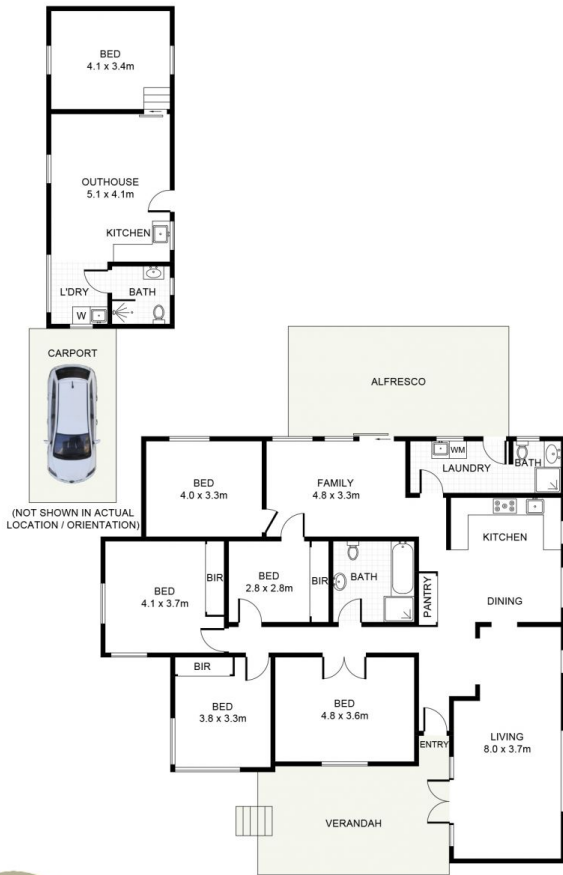 BED
4.1 x 3.4m
OUTHOUSE
5.1 x 4.1m
KITCHEN
L'DRY
BATH
W
CARPORT
(NOT SHOWN IN ACTUAL
LOCATION / ORIENTATION)
ALFRESCO
BED
4.0 x 3.3m
FAMILY
4.8 x 3.3m
WM
LAUNDRY
BATH
KITCHEN
BED
4.1 x 3.7m
BIR
BED
2.8 x 2.8m
BIR
BATH
PANTRY
DINING
BIR
BED
3.8 x 3.3m
BED
4.8 x 3.6m
ENTRY
LIVING
8.0 x 3.7m
VERANDAH